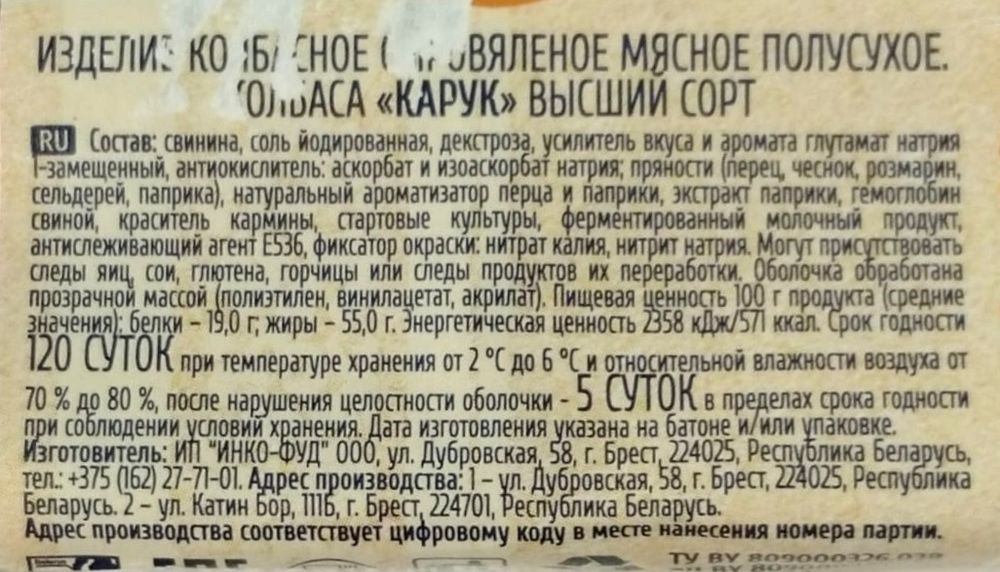 ИЗДЕЛИЕ КОЛБАСНОЕ СЫРОВЯЛЕНОЕ МЯСНОЕ ПОЛУСУХОЕ.
КОЛБАСА «КАРУК» ВЫСШИЙ СОРТ
RU Состав: свинина, соль йодированная, декстроза, усилитель вкуса и аромата глутамат натрия
1-замещенный, антиокислитель: аскорбат и изоаскорбат натрия; пряности (перец, чеснок, розмарин,
сельдерей, паприка), натуральный ароматизатор перца и паприки, экстракт паприки, гемоглобин
свиной, краситель кармины, стартовые культуры, ферментированный молочный продукт,
антислеживающий агент Е536, фиксатор окраски: нитрат калия, нитрит натрия. Могут присутствовать
следы яиц, сои, глютена, горчицы или следы продуктов их переработки. Оболочка обработана
прозрачной массой (полиэтилен, винилацетат, акрилат). Пищевая ценность 100 г продукта (средние
значения): белки – 19,0 г; жиры – 55,0 г. Энергетическая ценность 2358 кДж/571 ккал. Срок годности
120 СУТОК при температуре хранения от 2 °С до 6 °С и относительной влажности воздуха от
70 % до 80 %, после нарушения целостности оболочки - 5 СУТОК в пределах срока годности
при соблюдении условий хранения. Дата изготовления указана на батоне и/или упаковке.
Изготовитель: ИП "ИНКО-ФУД" ООО, ул. Дубровская, 58, г. Брест, 224025, Республика Беларусь,
тел.: +375 (162) 27-71-01. Адрес производства: 1 – ул. Дубровская, 58, г. Брест, 224025, Республика
Беларусь. 2 – ул. Катин Бор, 111Б, г. Брест, 224701, Республика Беларусь.
Адрес производства соответствует цифровому коду в месте нанесения номера партии.
ТУ BY